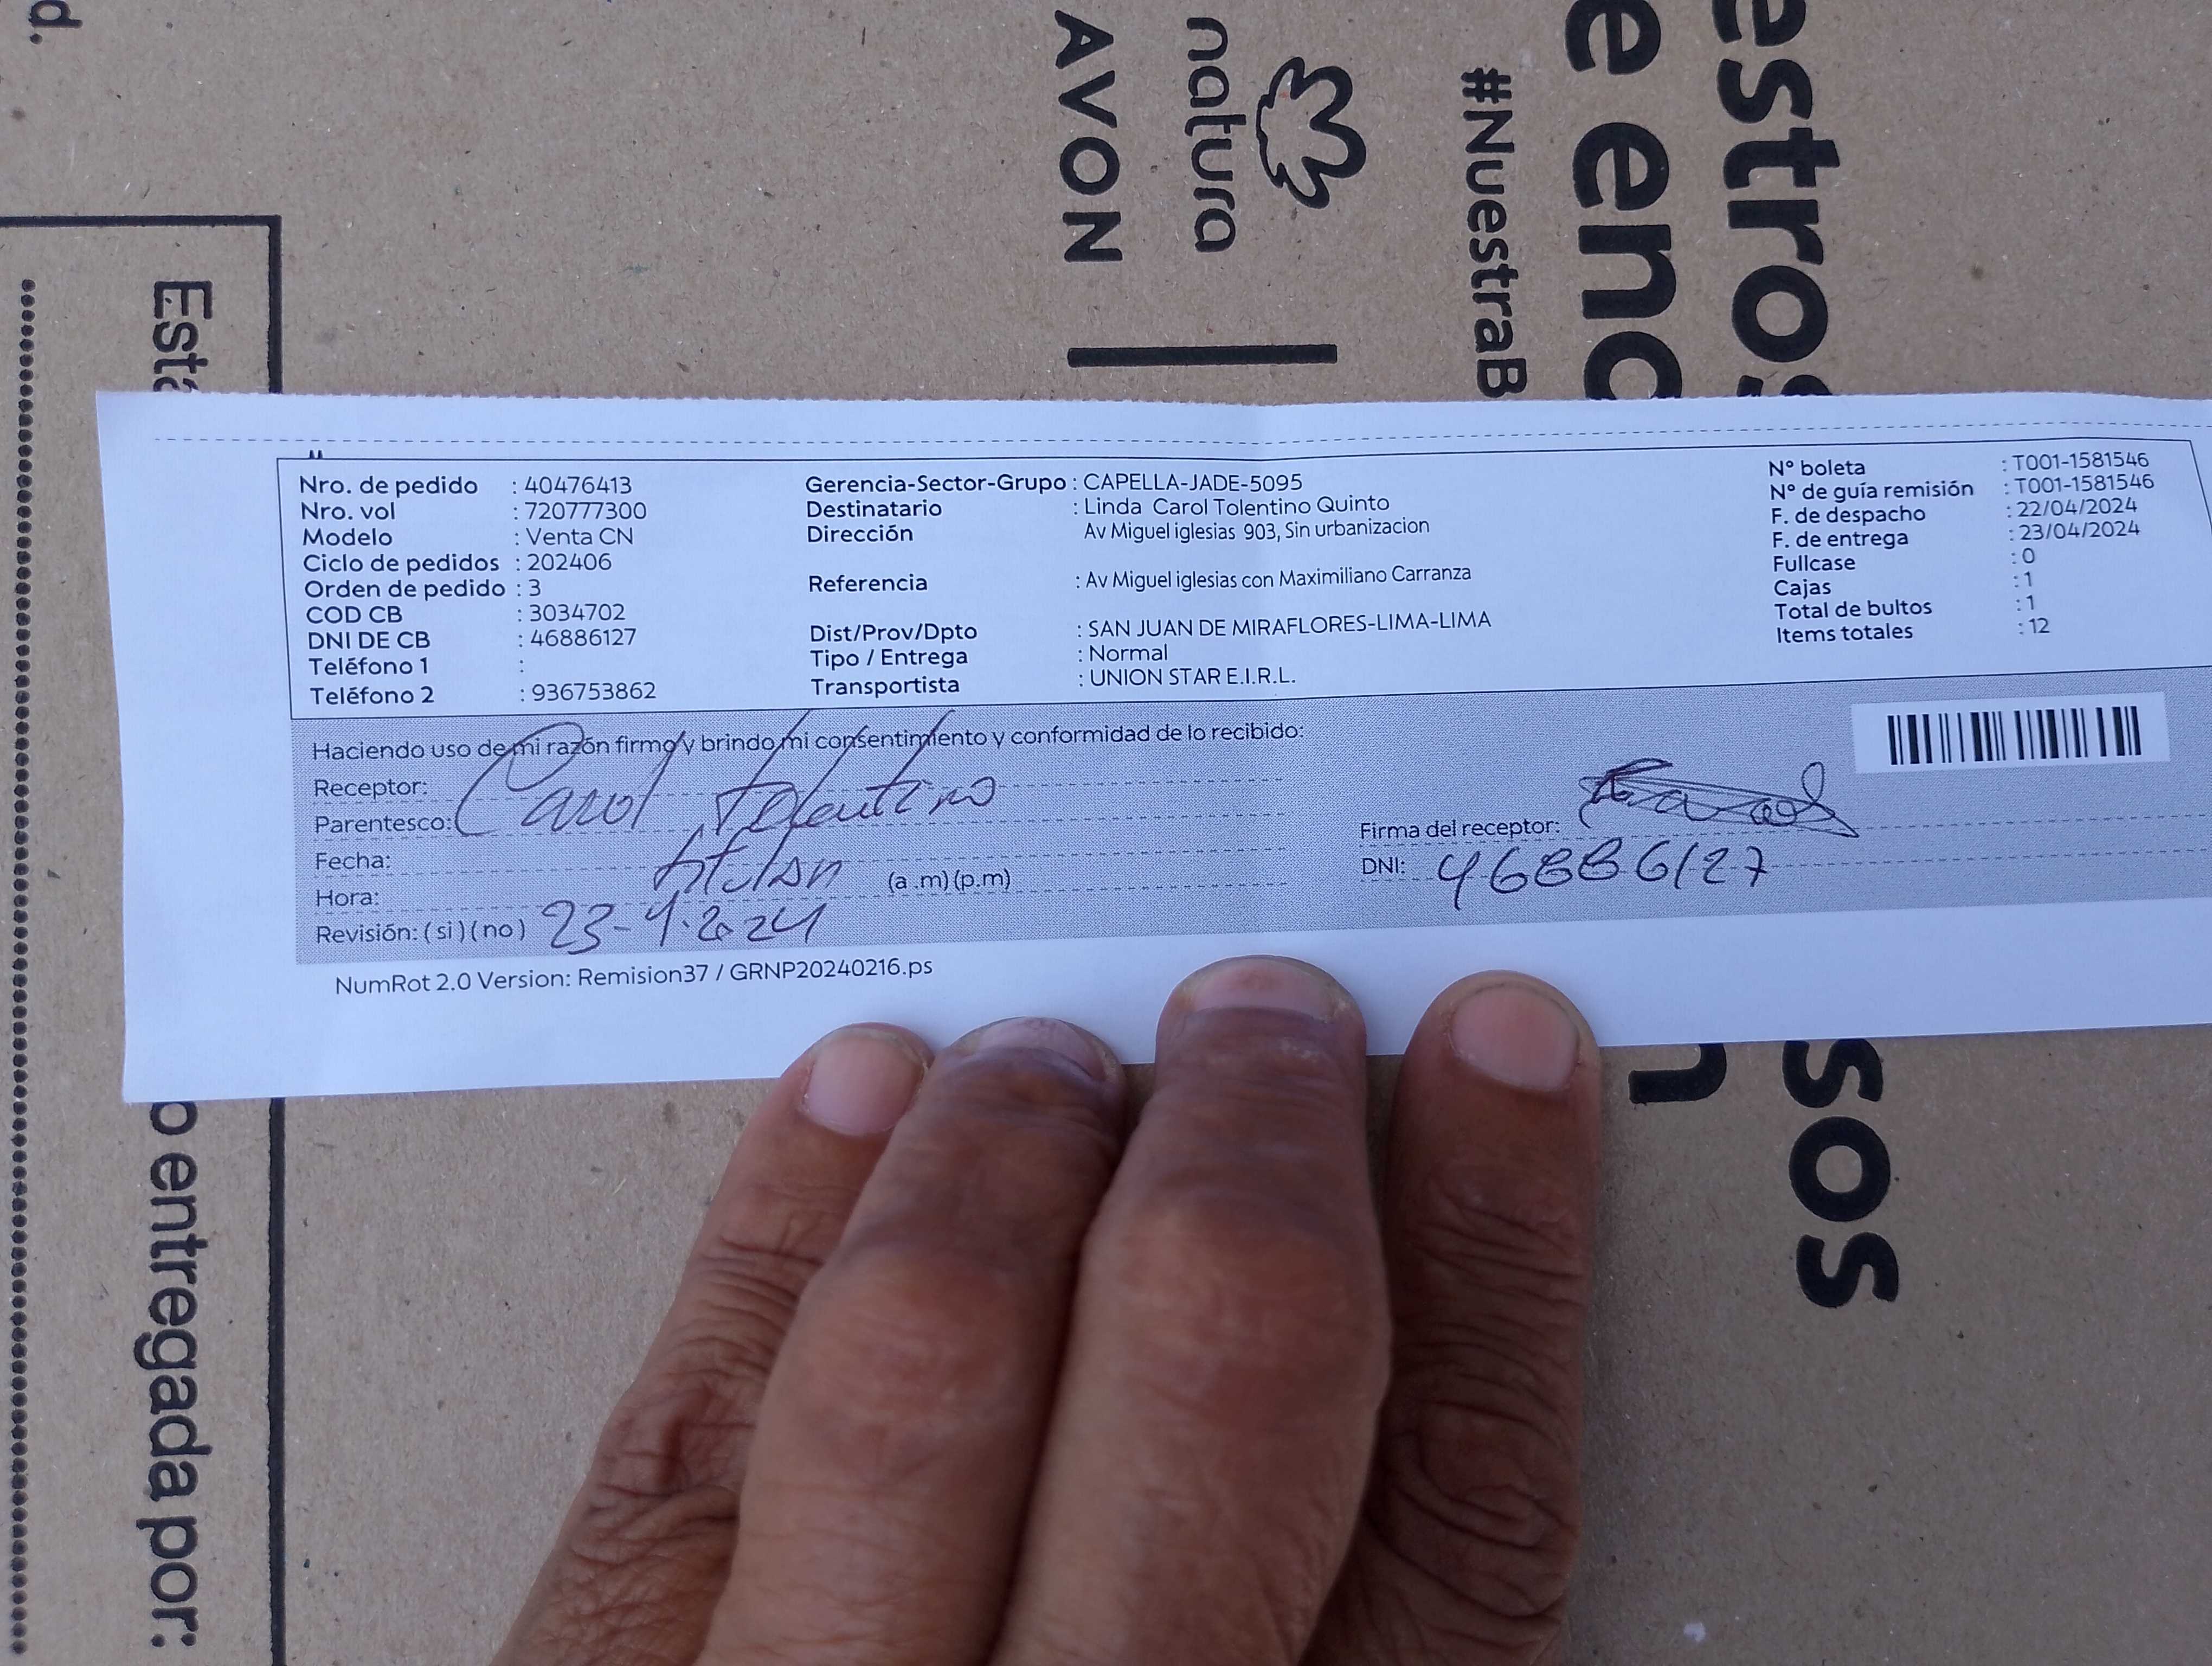 d.
AVON
natura
#NuestraB
e enc
estros
Está
o entregada por:
n
sos
Nro. de pedido : 40476413
Nro. vol : 720777300
Modelo : Venta CN
Ciclo de pedidos : 202406
Orden de pedido : 3
COD CB : 3034702
DNI DE CB : 46886127
Teléfono 1 :
Teléfono 2 : 936753862
Gerencia-Sector-Grupo : CAPELLA-JADE-5095
Destinatario : Linda Carol Tolentino Quinto
Dirección Av Miguel iglesias 903, Sin urbanizacion
Referencia : Av Miguel iglesias con Maximiliano Carranza
Dist/Prov/Dpto : SAN JUAN DE MIRAFLORES-LIMA-LIMA
Tipo / Entrega : Normal
Transportista : UNION STAR E.I.R.L.
N° boleta : T001-1581546
N° de guía remisión : T001-1581546
F. de despacho : 22/04/2024
F. de entrega : 23/04/2024
Fullcase : 0
Cajas : 1
Total de bultos : 1
Items totales : 12
Haciendo uso de mi razón firmo y brindo mi consentimiento y conformidad de lo recibido:
Receptor: Carol Tolentino
Parentesco:
Fecha:
Hora: (a .m) (p.m)
Revisión: ( si ) ( no ) 23-4-2024
Firma del receptor: Carol
DNI: 46886127
NumRot 2.0 Version: Remision37 / GRNP20240216.ps